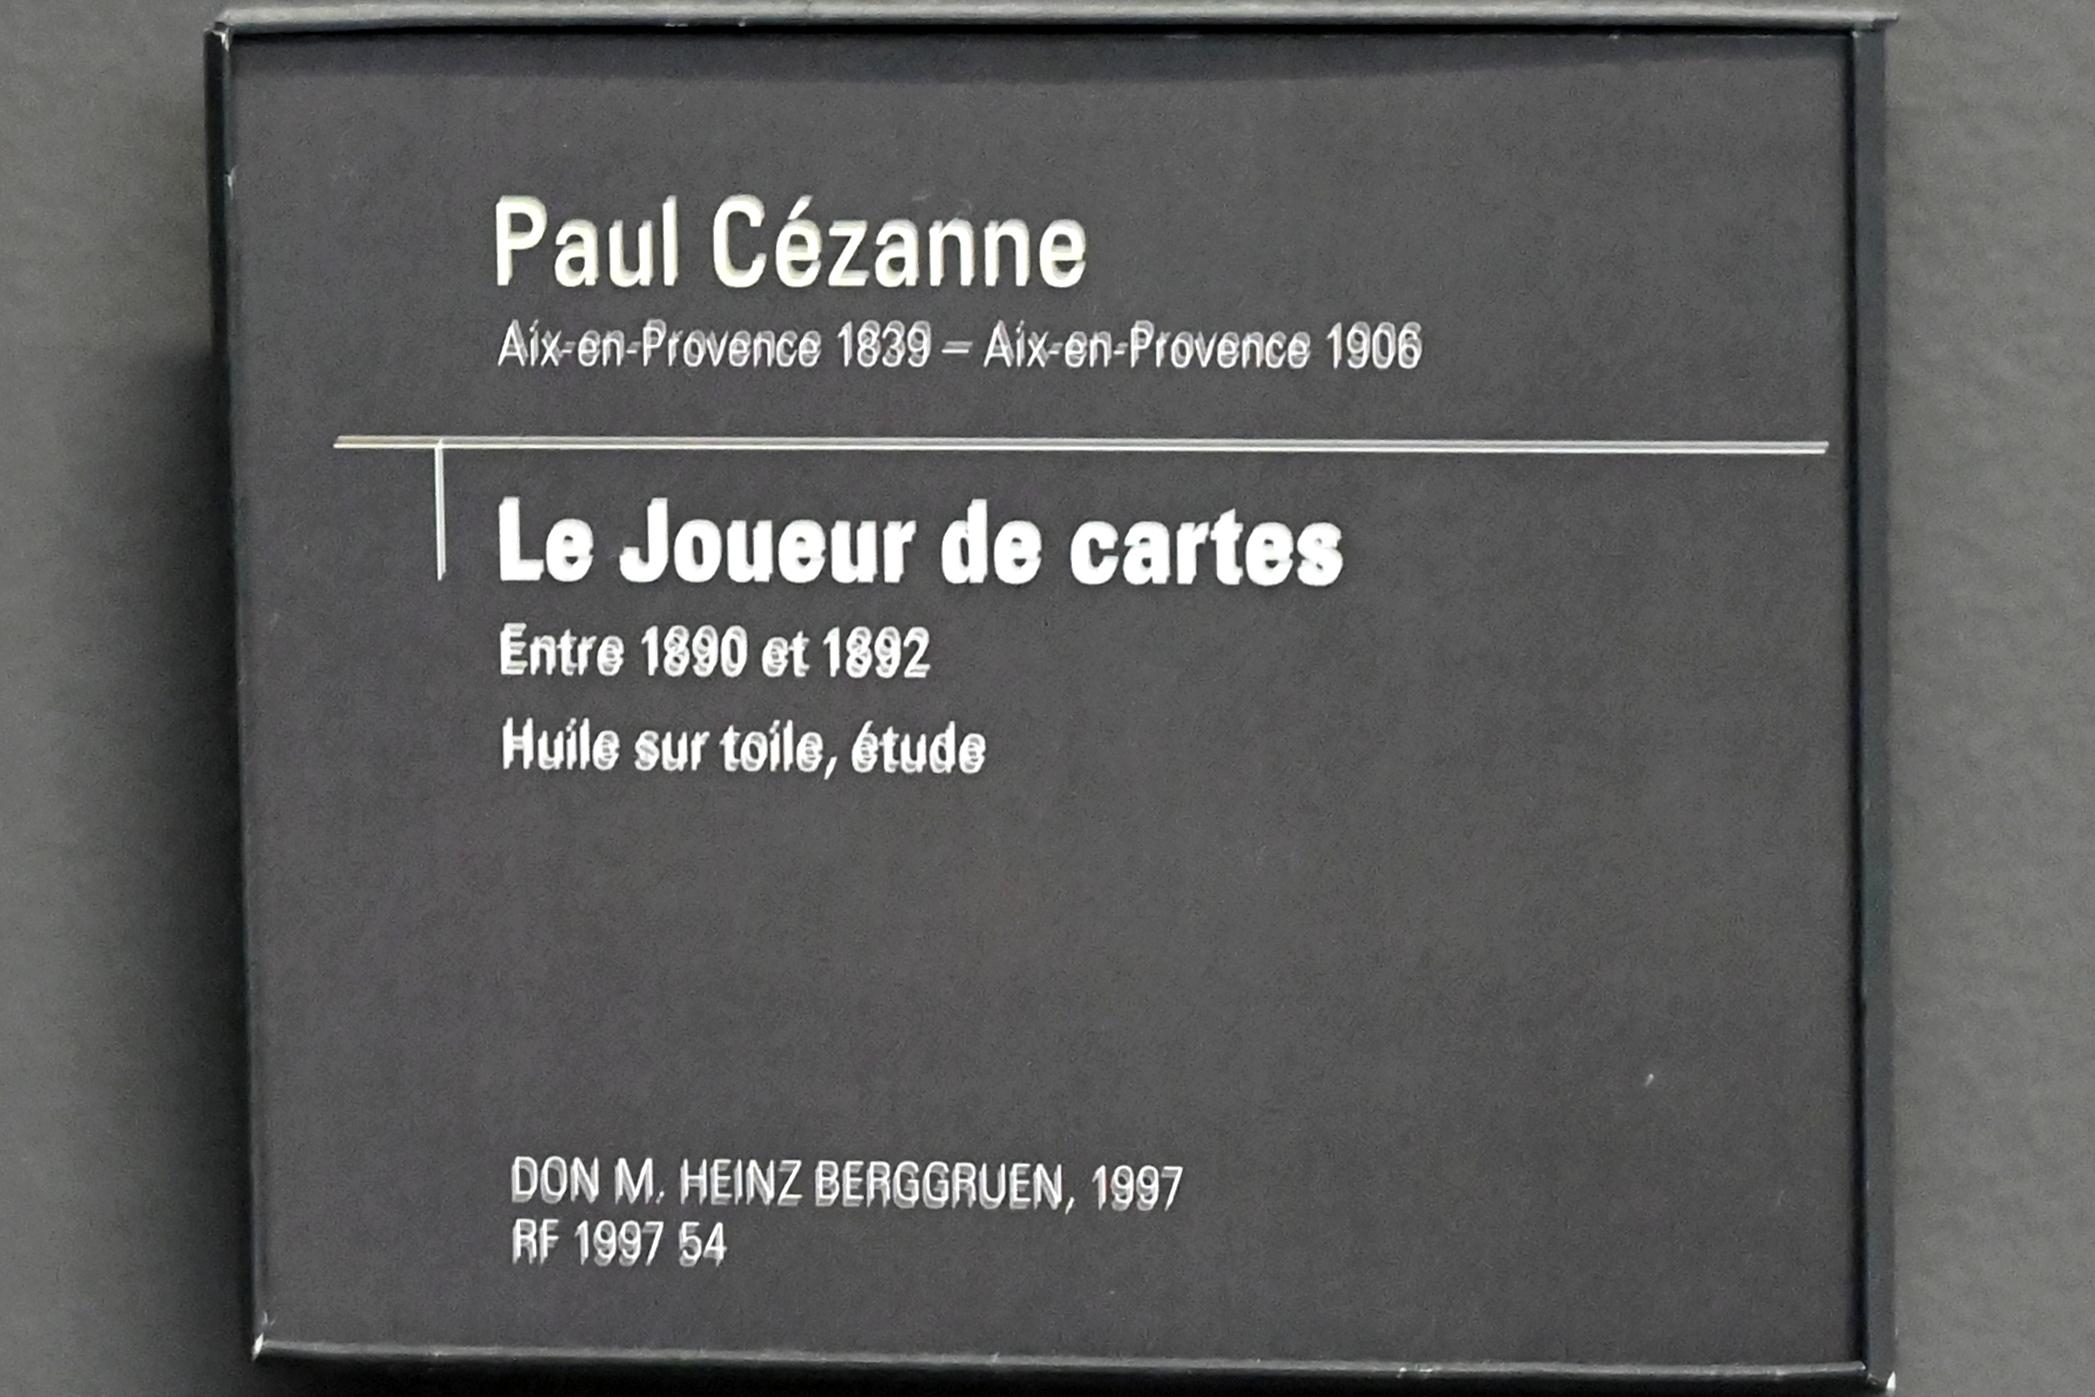 Paul Cézanne
Aix-en-Provence 1839 – Aix-en-Provence 1906
Le Joueur de cartes
Entre 1890 et 1892
Huile sur toile, étude
DON M. HEINZ BERGGRUEN, 1997
RF 1997 54